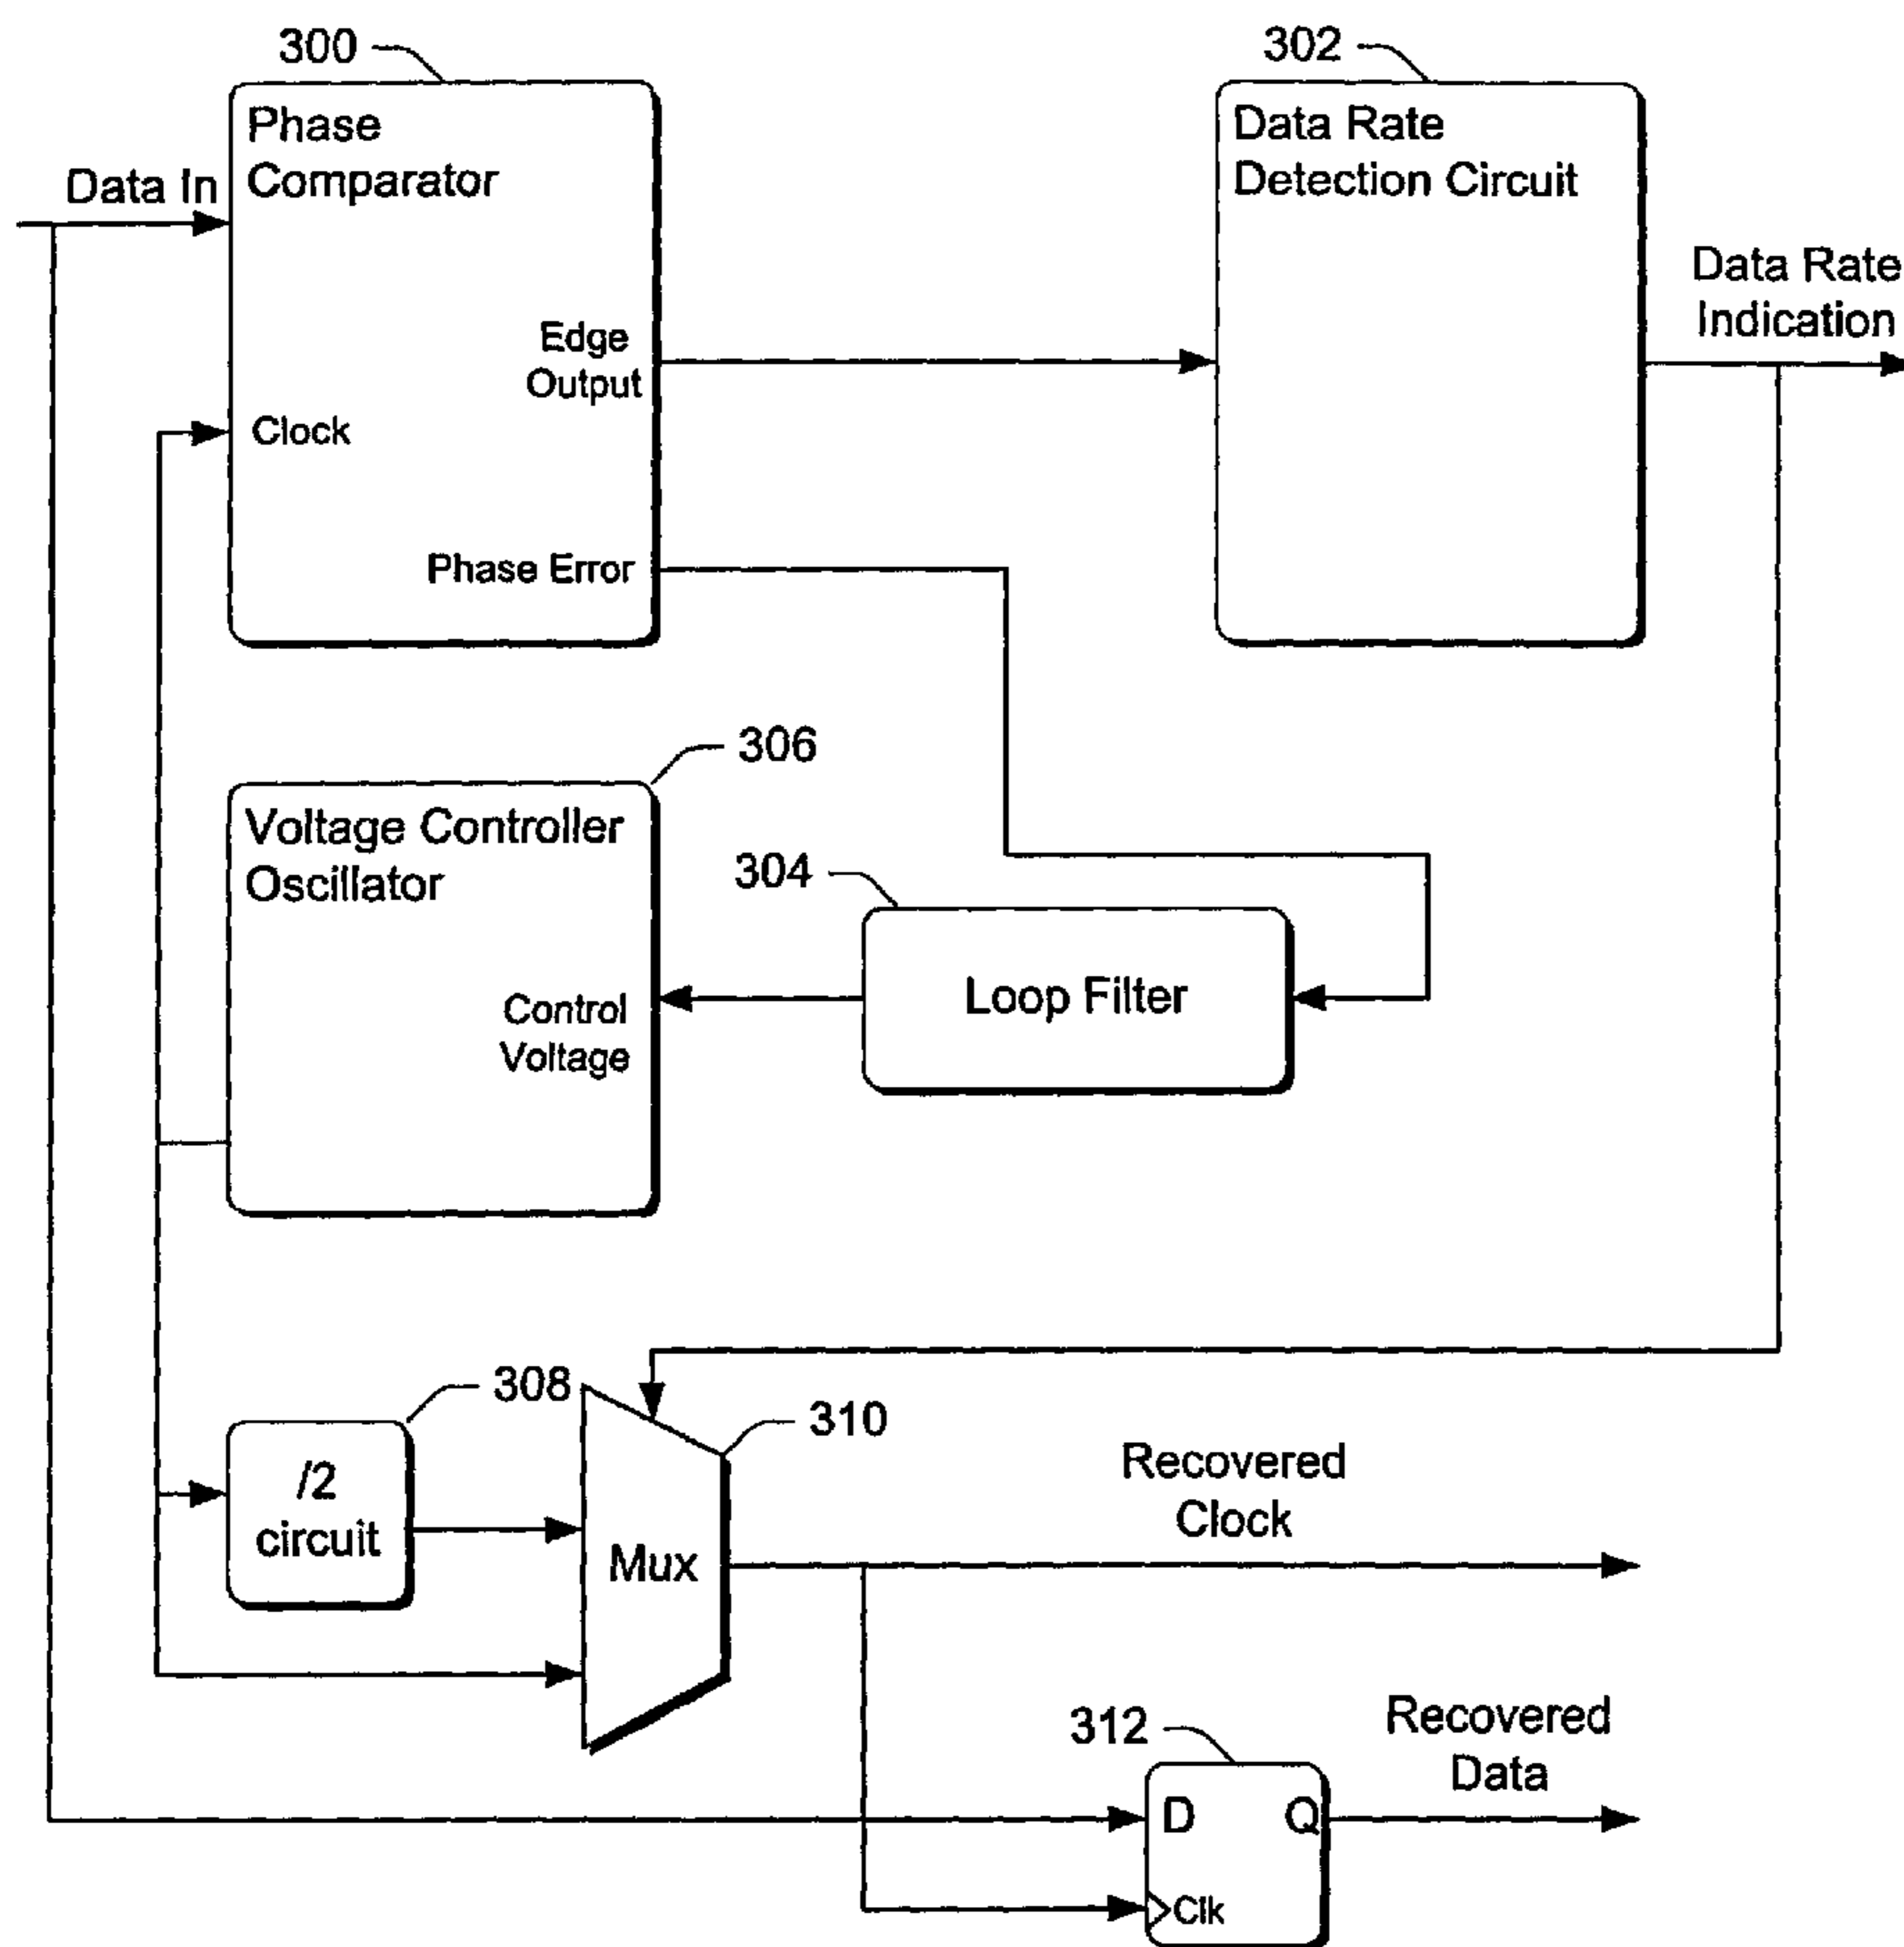 300
302
Phase
Comparator
Data Rate
Detection Circuit
Data In
Data Rate
Indication
Edge
Output
Clock
Phase Error
306
Voltage Controller
Oscillator
304
Loop Filter
Control
Voltage
308
310
/2
circuit
Mux
Recovered
Clock
312
Recovered
Data
D
Q
Clk